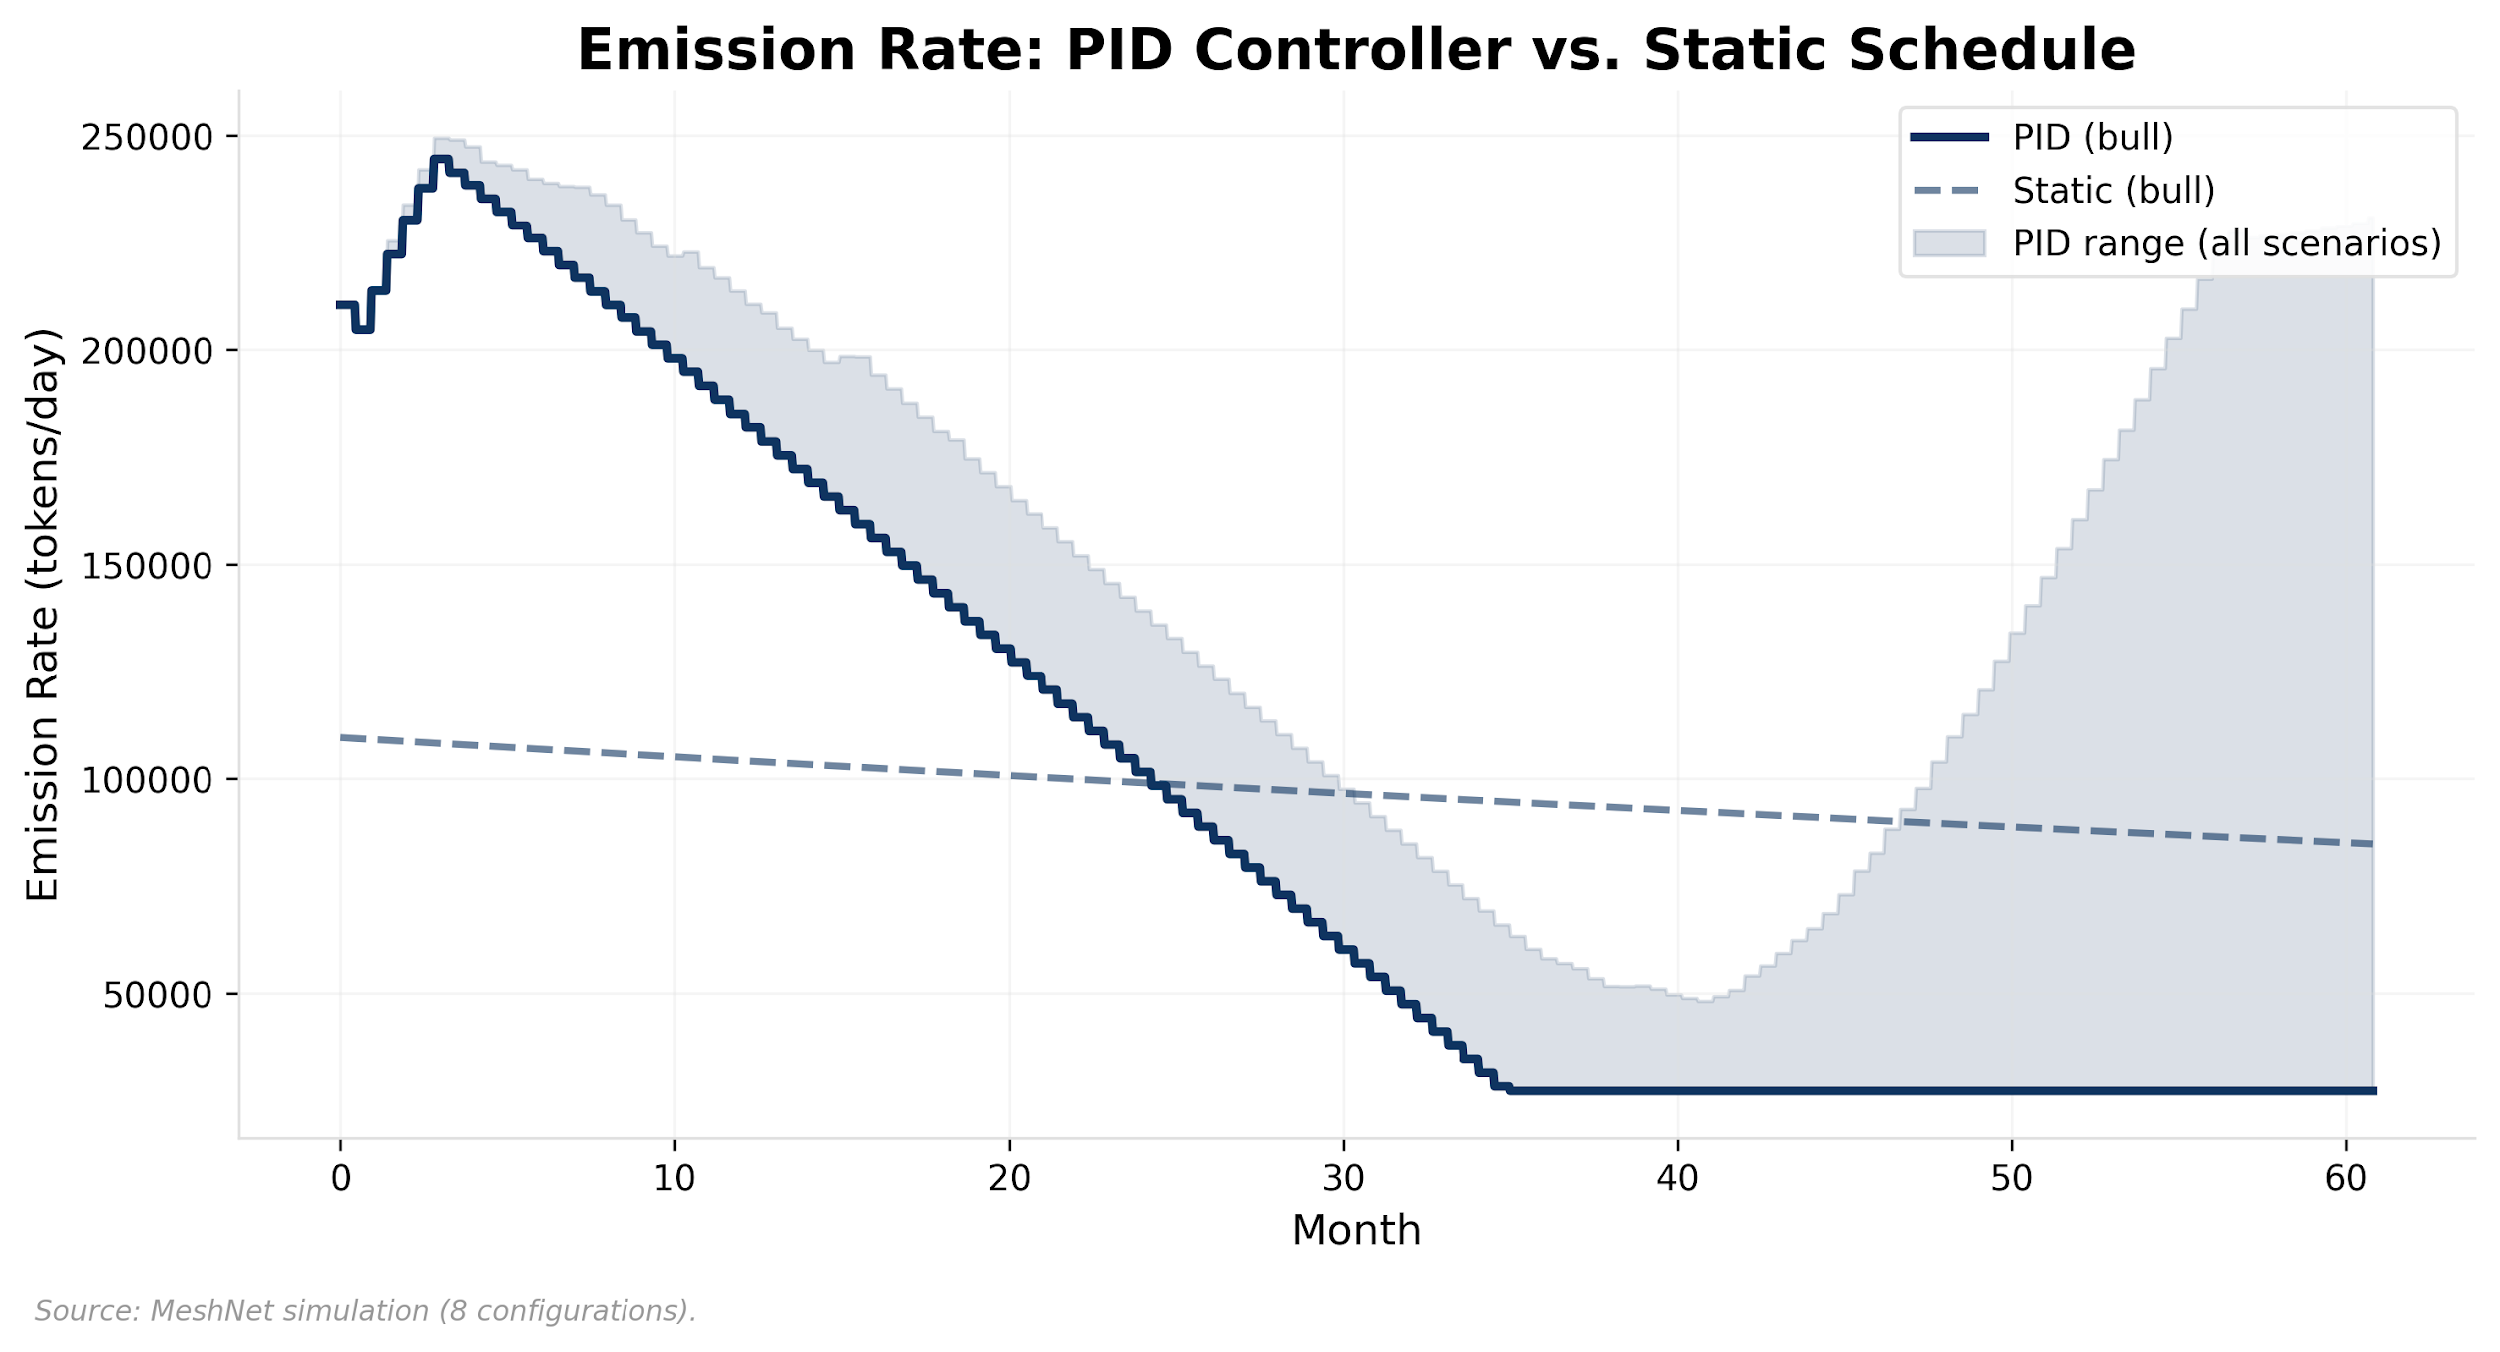 Emission Rate: PID Controller vs. Static Schedule
PID (bull)
Static (bull)
PID range (all scenarios)
Emission Rate (tokens/day)
250000
200000
150000
100000
50000
0 10 20 30 40 50 60
Month
Source: MeshNet simulation (8 configurations).